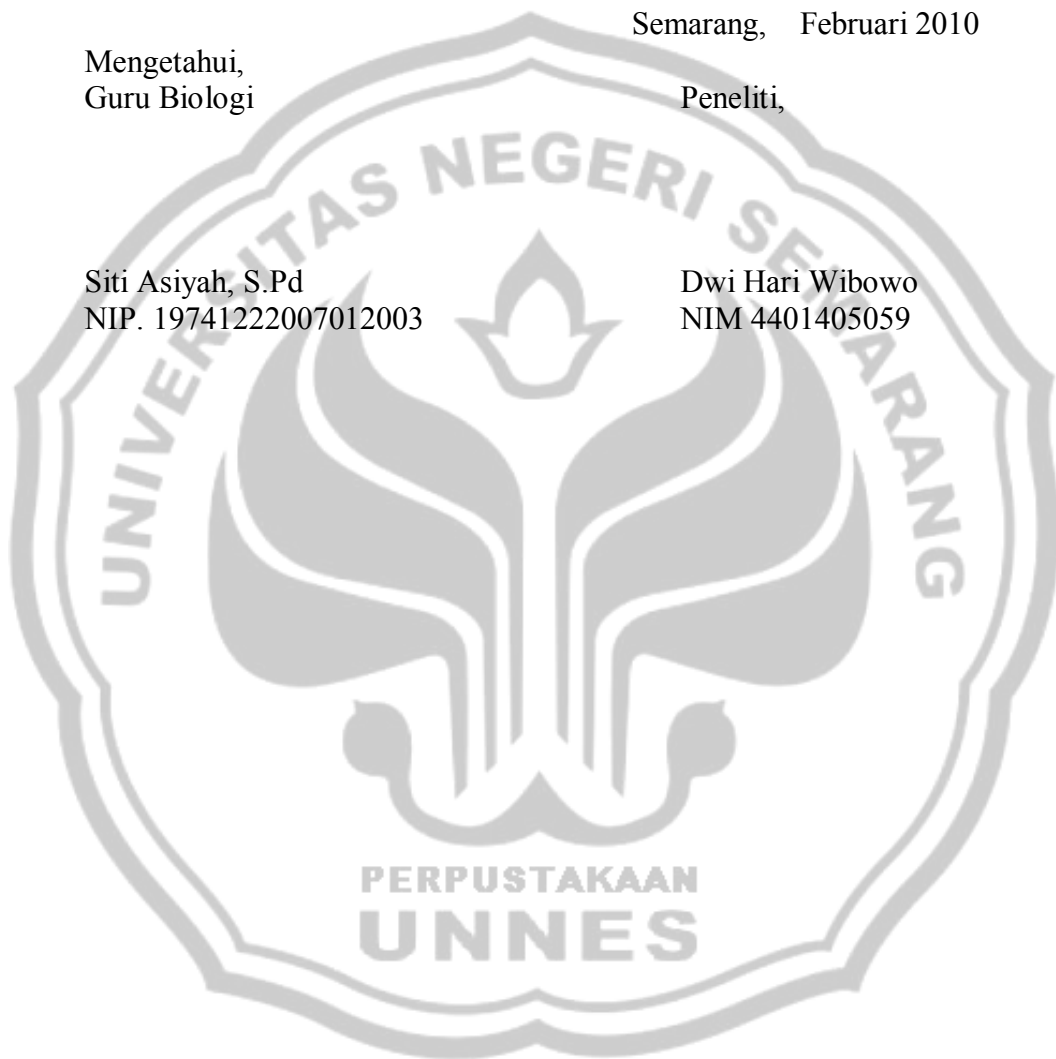 Semarang, Februari 2010
Mengetahui,
Guru Biologi Peneliti,
Siti Asiyah, S.Pd Dwi Hari Wibowo
NIP. 19741222007012003 NIM 4401405059
UNIVERSITAS NEGERI SEMARANG
PERPUSTAKAAN
UNNES